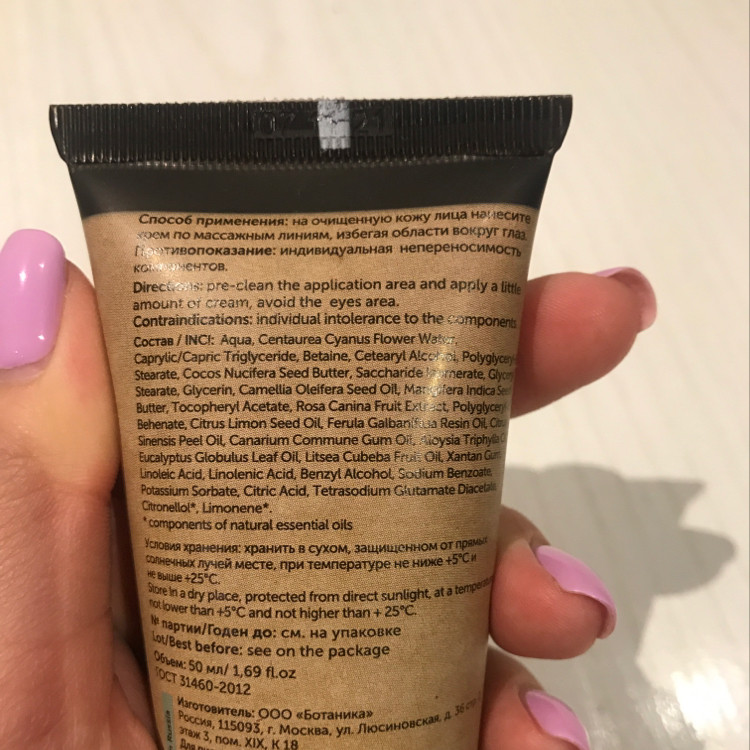 Способ применения: на очищенную кожу лица нанесите
крем по массажным линиям, избегая области вокруг глаз.
Противопоказание: индивидуальная непереносимость
компонентов.
Directions: pre-clean the application area and apply a little
amount of cream, avoid the eyes area.
Contraindications: individual intolerance to the components
Состав / INCI: Aqua, Centaurea Cyanus Flower Water,
Caprylic/Capric Triglyceride, Betaine, Cetearyl Alcohol, Polyglyceryl-
Stearate, Cocos Nucifera Seed Butter, Saccharide Isomerate, Glyceryl
Stearate, Glycerin, Camellia Oleifera Seed Oil, Mangifera Indica Seed
Butter, Tocopheryl Acetate, Rosa Canina Fruit Extract, Polyglyceryl-
Behenate, Citrus Limon Seed Oil, Ferula Galbaniflua Resin Oil,
Sinensis Peel Oil, Canarium Commune Gum Oil, Aloysia Triphylla
Eucalyptus Globulus Leaf Oil, Litsea Cubeba Fruit Oil, Xantan Gum,
Linoleic Acid, Linolenic Acid, Benzyl Alcohol, Sodium Benzoate,
Potassium Sorbate, Citric Acid, Tetrasodium Glutamate Diacetate,
Citronellol*, Limonene*.
* components of natural essential oils
Условия хранения: хранить в сухом, защищенном от прямых
солнечных лучей месте, при температуре не ниже +5°C и
не выше +25°C.
Store in a dry place, protected from direct sunlight, at a temperature
not lower than +5°C and not higher than + 25°C.
№ партии/Годен до: см. на упаковке
Lot/Best before: see on the package
Объем: 50 мл/ 1,69 fl.oz
ГОСТ 31460-2012
Изготовитель: ООО «Ботаника»
Россия, 115093, г. Москва, ул. Люсиновская, д. 36 стр
этаж 3, пом. XIX, К 18